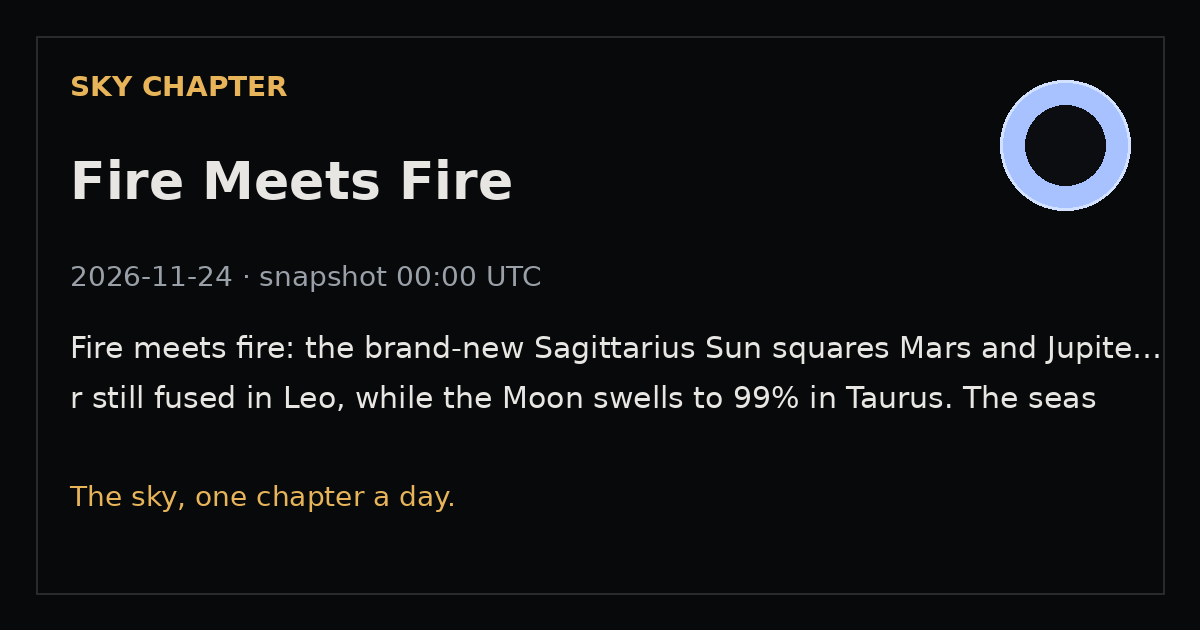 SKY CHAPTER
Fire Meets Fire
2026-11-24 · snapshot 00:00 UTC
Fire meets fire: the brand-new Sagittarius Sun squares Mars and Jupite…
r still fused in Leo, while the Moon swells to 99% in Taurus. The seas
The sky, one chapter a day.